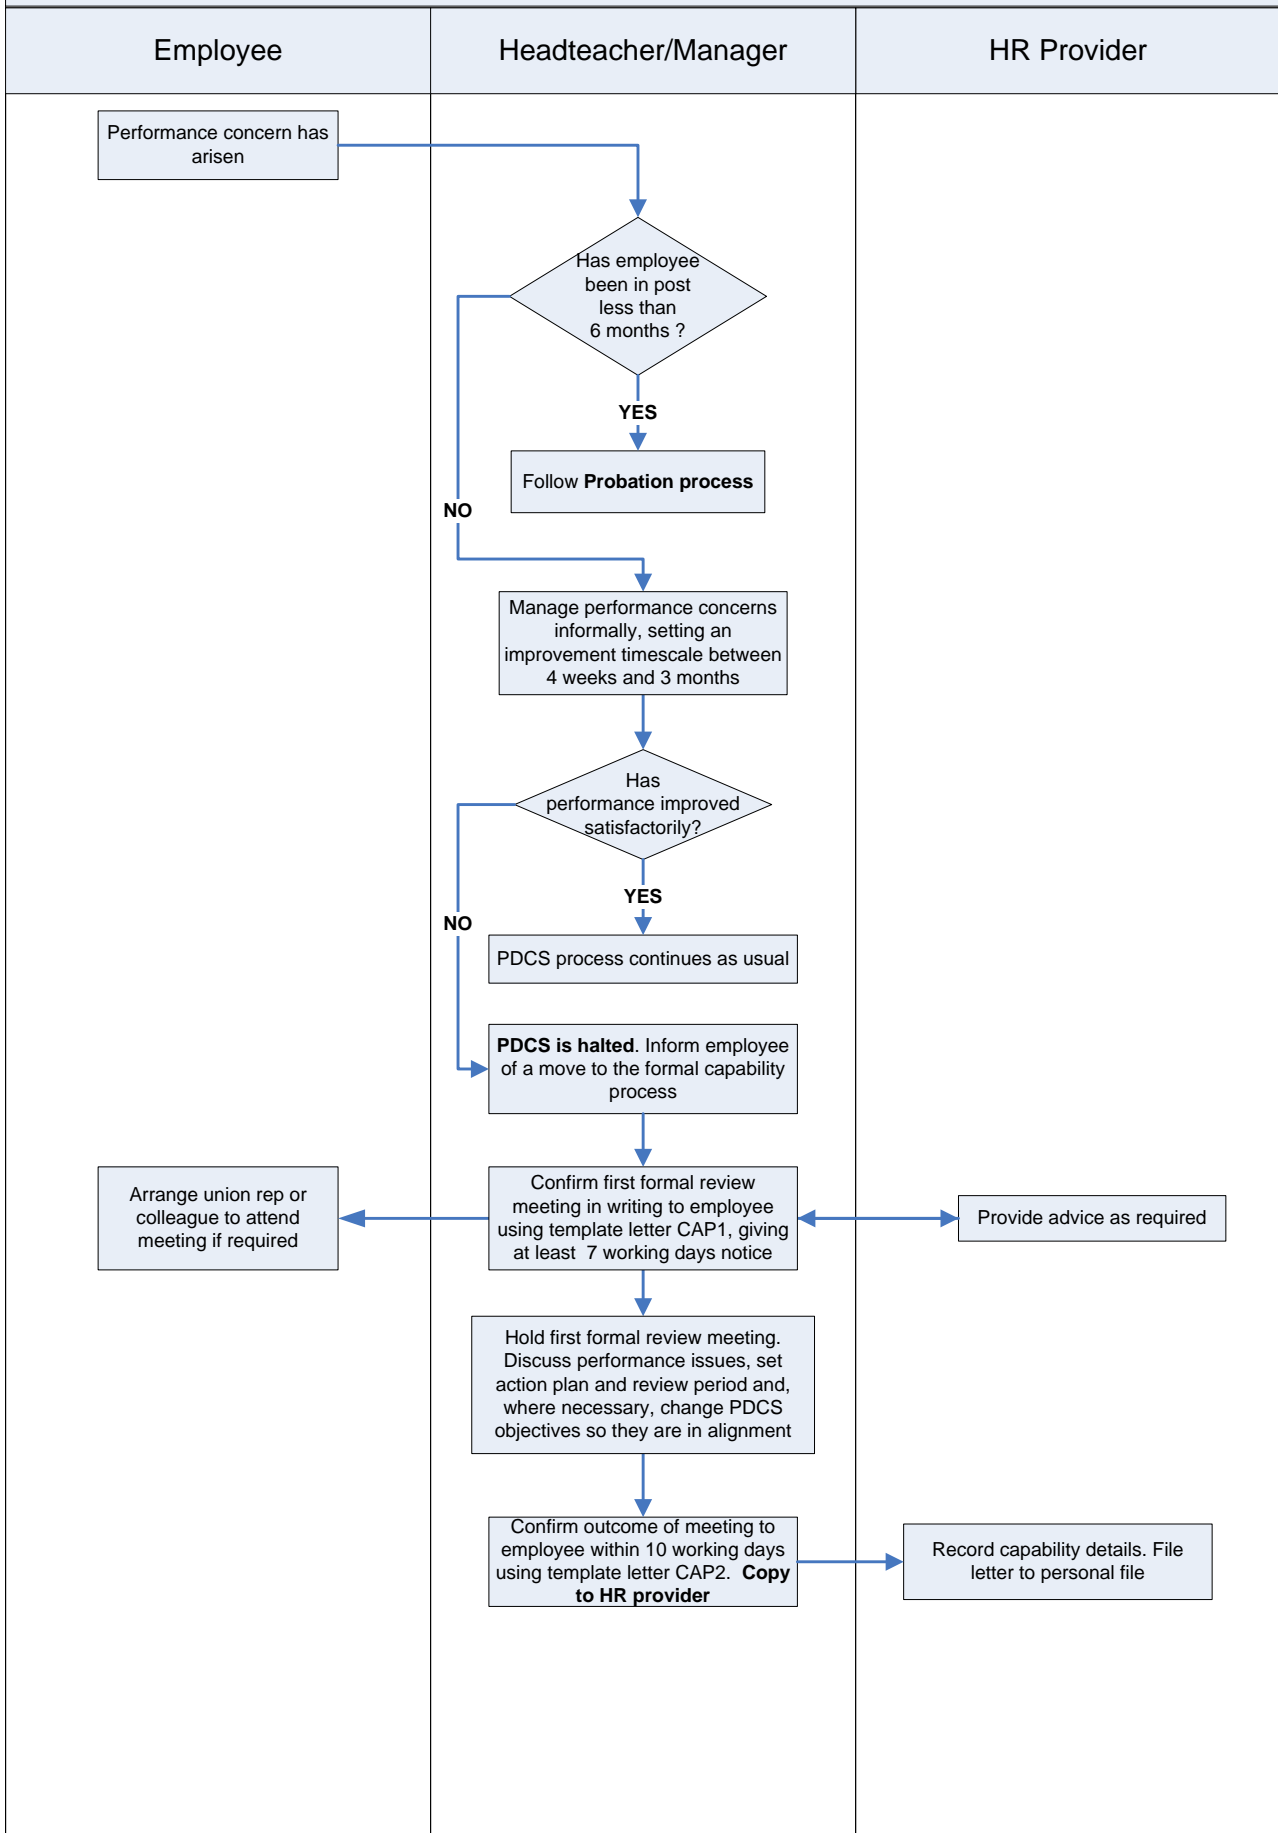 Employee
Headteacher/Manager
HR Provider
Performance concern has
arisen
Has employee
been in post
less than
6 months ?
YES
Follow Probation process
NO
Manage performance concerns
informally, setting an
improvement timescale between
4 weeks and 3 months
Has
performance improved
satisfactorily?
YES
NO
PDCS process continues as usual
PDCS is halted. Inform employee
of a move to the formal capability
process
Arrange union rep or
colleague to attend
meeting if required
Confirm first formal review
meeting in writing to employee
using template letter CAP1, giving
at least  7 working days notice
Provide advice as required
Hold first formal review meeting.
Discuss performance issues, set
action plan and review period and,
where necessary, change PDCS
objectives so they are in alignment
Confirm outcome of meeting to
employee within 10 working days
using template letter CAP2.  Copy
to HR provider
Record capability details. File
letter to personal file